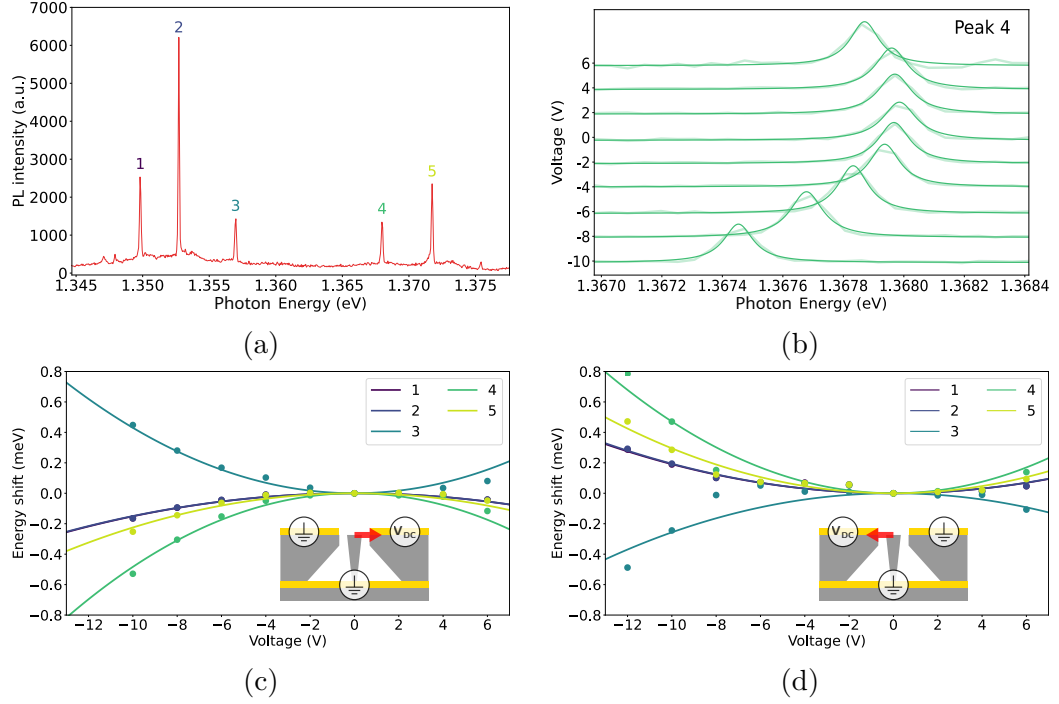 7000
6000
5000
4000
3000
2000
1000
0
PL intensity (a.u.)
1
2
3
4
5
1.345 1.350 1.355 1.360 1.365 1.370 1.375
Photon Energy (eV)
(a)
Peak 4
6
4
2
0
-2
-4
-6
-8
-10
Voltage (V)
1.3670 1.3672 1.3674 1.3676 1.3678 1.3680 1.3682 1.3684
Photon Energy (eV)
(b)
0.8
0.6
0.4
0.2
0.0
−0.2
−0.4
−0.6
−0.8
Energy shift (meV)
1 4
2 5
3
V_DC
−12 −10 −8 −6 −4 −2 0 2 4 6
Voltage (V)
(c)
0.8
0.6
0.4
0.2
0.0
−0.2
−0.4
−0.6
−0.8
Energy shift (meV)
1 4
2 5
3
V_DC
−12 −10 −8 −6 −4 −2 0 2 4 6
Voltage (V)
(d)